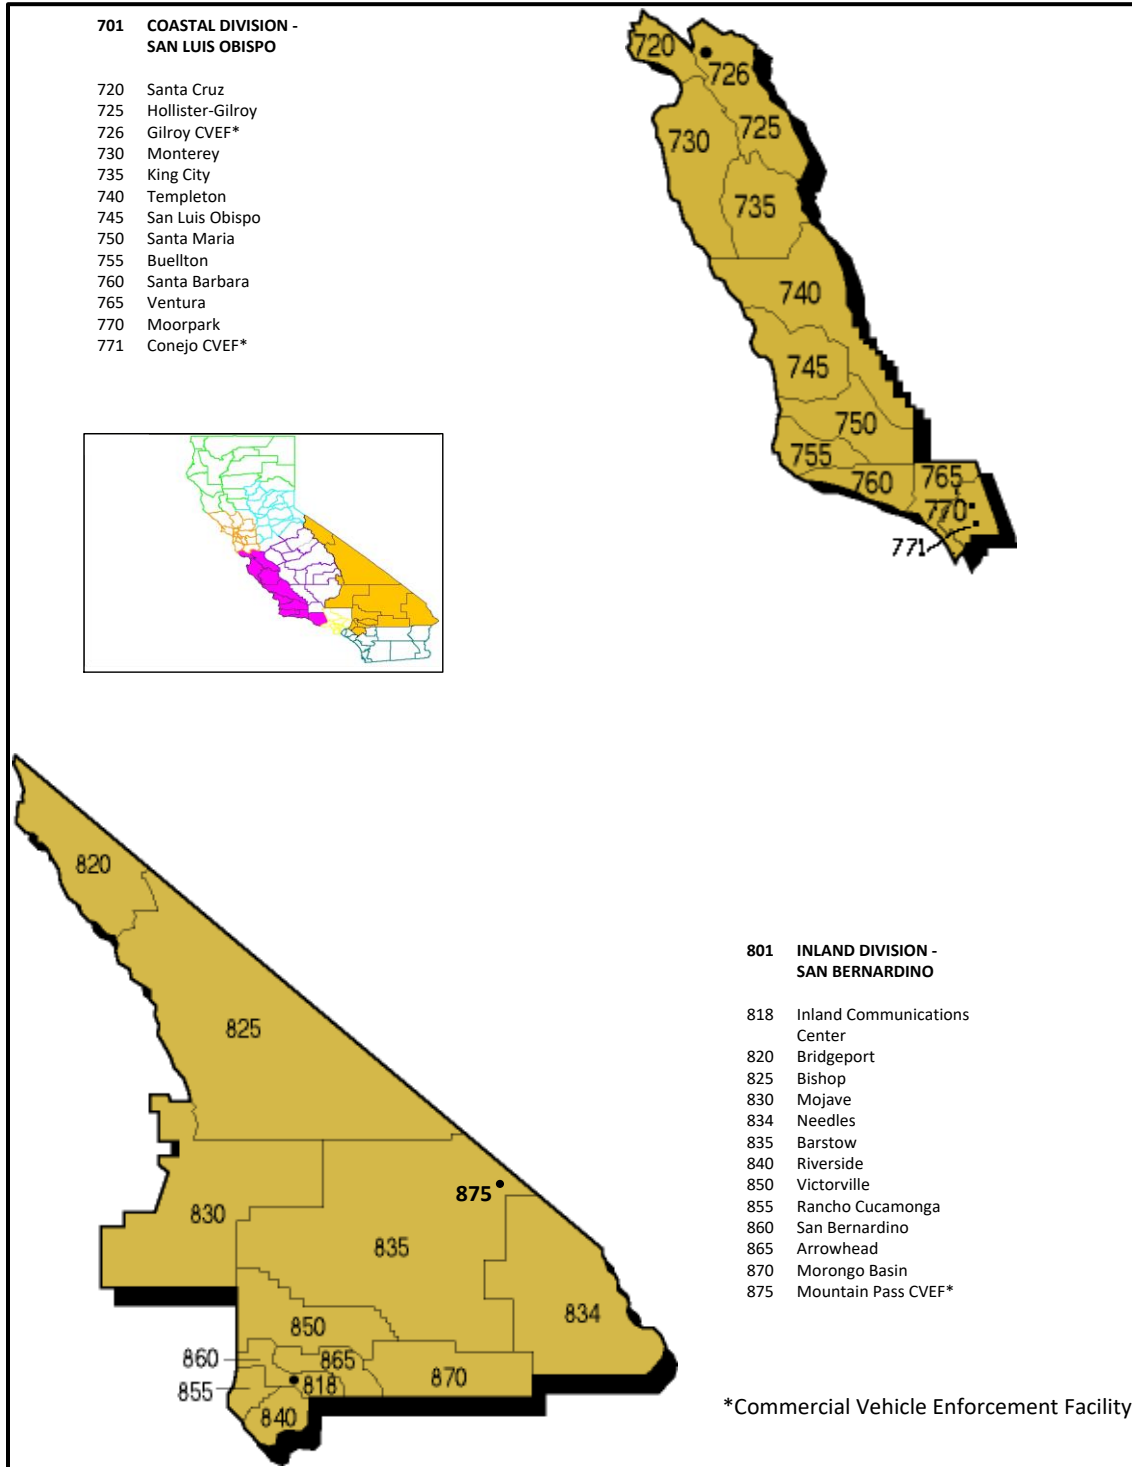 701 COASTAL DIVISION -
SAN LUIS OBISPO
720 Santa Cruz
725 Hollister-Gilroy
726 Gilroy CVEF*
730 Monterey
735 King City
740 Templeton
745 San Luis Obispo
750 Santa Maria
755 Buellton
760 Santa Barbara
765 Ventura
770 Moorpark
771 Conejo CVEF*
720
726
725
730
735
740
745
750
755
760
765
770
771
820
825
875
830
835
834
850
860
865
870
855
818
840
801 INLAND DIVISION -
SAN BERNARDINO
818 Inland Communications
Center
820 Bridgeport
825 Bishop
830 Mojave
834 Needles
835 Barstow
840 Riverside
850 Victorville
855 Rancho Cucamonga
860 San Bernardino
865 Arrowhead
870 Morongo Basin
875 Mountain Pass CVEF*
*Commercial Vehicle Enforcement Facility